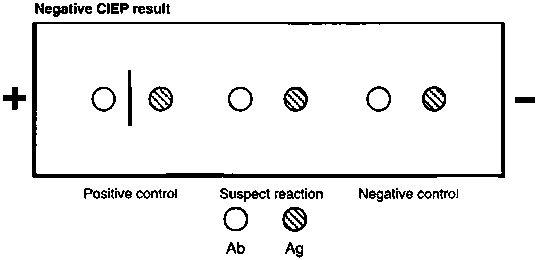 Negative CIEP result
+ −
Positive control Suspect reaction Negative control
Ab Ag